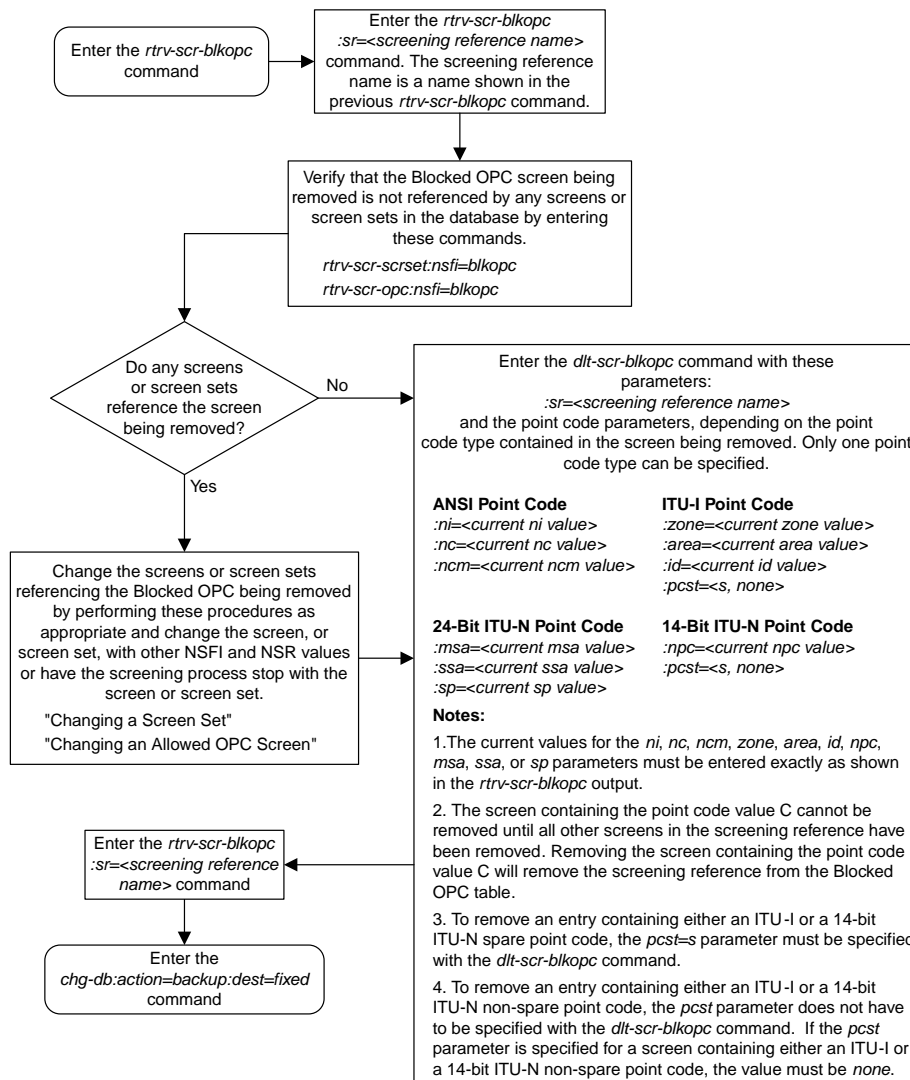 Enter the rtrv-scr-blkopc
command
Enter the rtrv-scr-blkopc
:sr=<screening reference name>
command. The screening reference
name is a name shown in the
previous rtrv-scr-blkopc command.
Verify that the Blocked OPC screen being
removed is not referenced by any screens or
screen sets in the database by entering
these commands.
rtrv-scr-scrset:nsfi=blkopc
rtrv-scr-opc:nsfi=blkopc
Do any screens
or screen sets
reference the screen
being removed?
No
Yes
Change the screens or screen sets
referencing the Blocked OPC being removed
by performing these procedures as
appropriate and change the screen, or
screen set, with other NSFI and NSR values
or have the screening process stop with the
screen or screen set.
"Changing a Screen Set"
"Changing an Allowed OPC Screen"
Enter the dlt-scr-blkopc command with these
parameters:
:sr=<screening reference name>
and the point code parameters, depending on the point
code type contained in the screen being removed. Only one point
code type can be specified.
ANSI Point Code
:ni=<current ni value>
:nc=<current nc value>
:ncm=<current ncm value>
ITU-I Point Code
:zone=<current zone value>
:area=<current area value>
:id=<current id value>
:pcst=<s, none>
24-Bit ITU-N Point Code
:msa=<current msa value>
:ssa=<current ssa value>
:sp=<current sp value>
14-Bit ITU-N Point Code
:npc=<current npc value>
:pcst=<s, none>
Notes:
1.The current values for the ni, nc, ncm, zone, area, id, npc,
msa, ssa, or sp parameters must be entered exactly as shown
in the rtrv-scr-blkopc output.
2. The screen containing the point code value C cannot be
removed until all other screens in the screening reference have
been removed. Removing the screen containing the point code
value C will remove the screening reference from the Blocked
OPC table.
3. To remove an entry containing either an ITU-I or a 14-bit
ITU-N spare point code, the pcst=s parameter must be specified
with the dlt-scr-blkopc command.
4. To remove an entry containing either an ITU-I or a 14-bit
ITU-N non-spare point code, the pcst parameter does not have
to be specified with the dlt-scr-blkopc command. If the pcst
parameter is specified for a screen containing either an ITU-I or
a 14-bit ITU-N non-spare point code, the value must be none.
Enter the rtrv-scr-blkopc
:sr=<screening reference
name> command
Enter the
chg-db:action=backup:dest=fixed
command